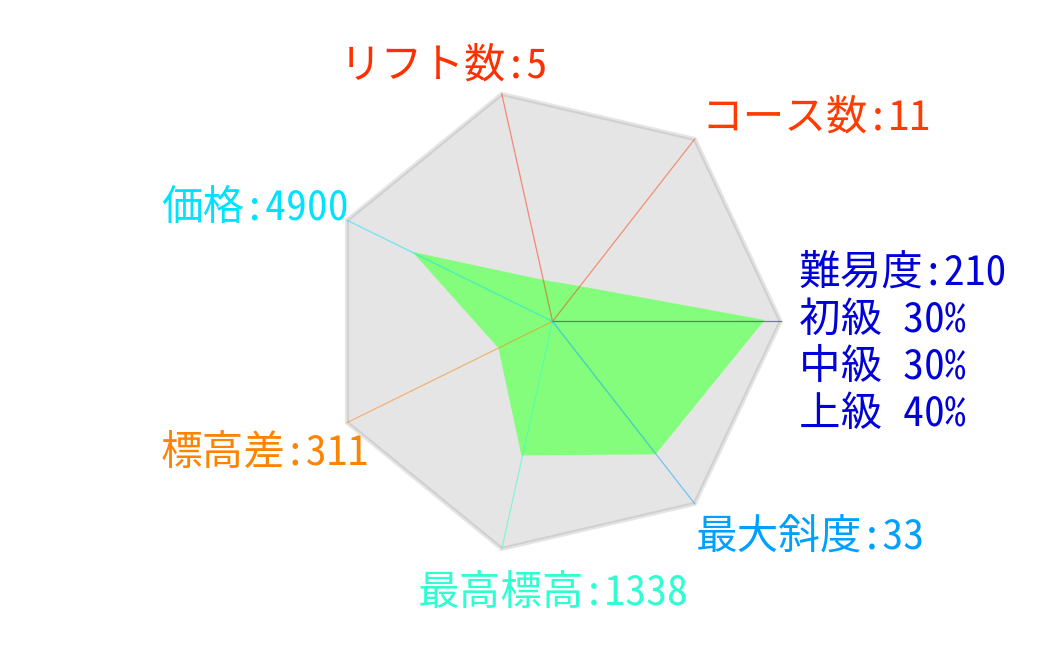 リフト数:5
コース数:11
価格:4900
難易度:210
初級 30%
中級 30%
上級 40%
標高差:311
最大斜度:33
最高標高:1338